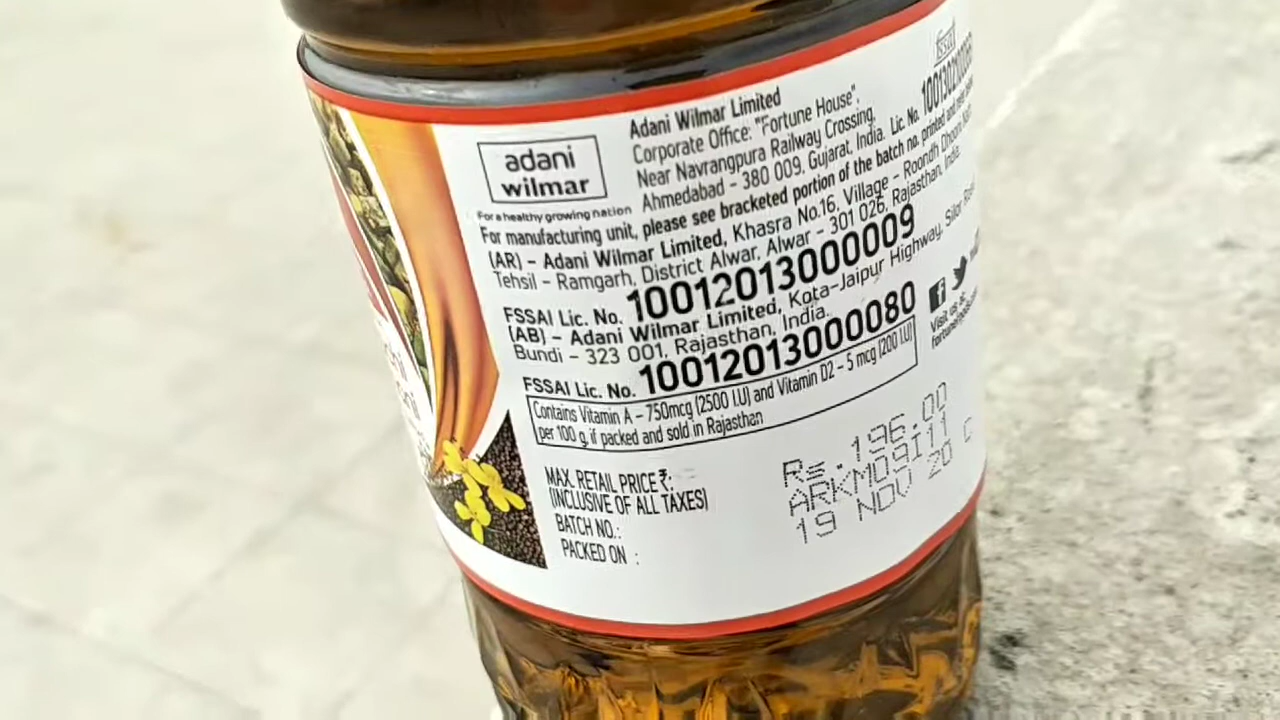 adani
wilmar
For a healthy growing nation
Adani Wilmar Limited
Corporate Office: "Fortune House",
Near Navrangpura Railway Crossing,
Ahmedabad - 380 009, Gujarat, India. Lic. No.
fssai
For manufacturing unit, please see bracketed portion of the batch no. printed and
(AR) - Adani Wilmar Limited, Khasra No.16, Village - Roondh
Tehsil - Ramgarh, District Alwar, Alwar - 301 026, Rajasthan, India.
FSSAI Lic. No. 10012013000009
(AB) - Adani Wilmar Limited, Kota-Jaipur Highway, Silor
Bundi - 323 001, Rajasthan, India.
FSSAI Lic. No. 10012013000080
Contains Vitamin A - 750mcg (2500 I.U) and Vitamin D2 - 5 mcg (200 I.U)
per 100 g, if packed and sold in Rajasthan
Visit us at:
MAX. RETAIL PRICE ₹: Rs.196.00
(INCLUSIVE OF ALL TAXES)
BATCH NO.: ARKM09I11
PACKED ON : 19 NOV 20 C